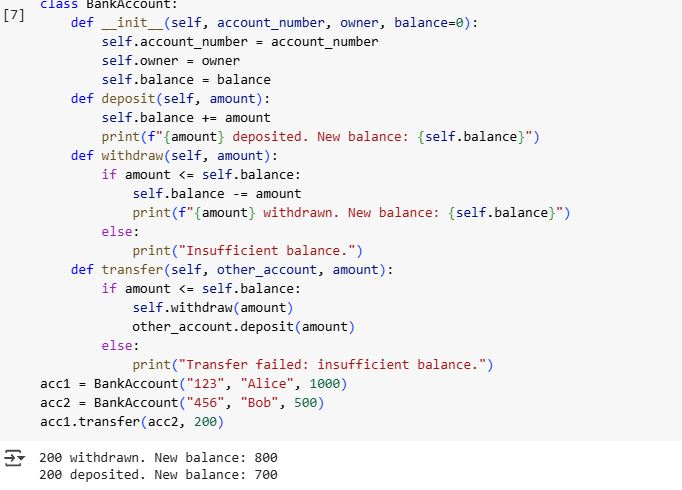 class BankAccount:
[7]
    def __init__(self, account_number, owner, balance=0):
        self.account_number = account_number
        self.owner = owner
        self.balance = balance
    def deposit(self, amount):
        self.balance += amount
        print(f"{amount} deposited. New balance: {self.balance}")
    def withdraw(self, amount):
        if amount <= self.balance:
            self.balance -= amount
            print(f"{amount} withdrawn. New balance: {self.balance}")
        else:
            print("Insufficient balance.")
    def transfer(self, other_account, amount):
        if amount <= self.balance:
            self.withdraw(amount)
            other_account.deposit(amount)
        else:
            print("Transfer failed: insufficient balance.")
acc1 = BankAccount("123", "Alice", 1000)
acc2 = BankAccount("456", "Bob", 500)
acc1.transfer(acc2, 200)
200 withdrawn. New balance: 800
200 deposited. New balance: 700